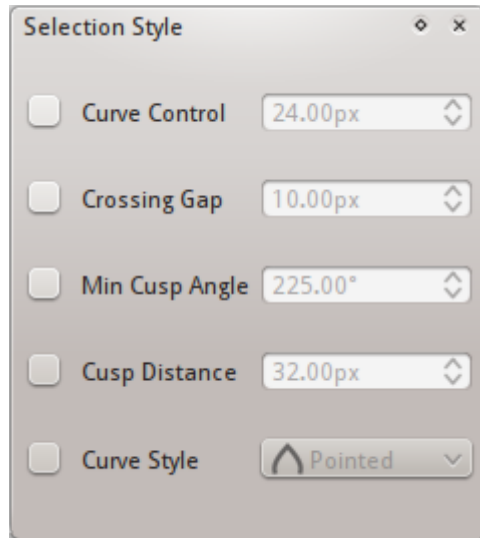 Selection Style
Curve Control 24.00px
Crossing Gap 10.00px
Min Cusp Angle 225.00°
Cusp Distance 32.00px
Curve Style Pointed